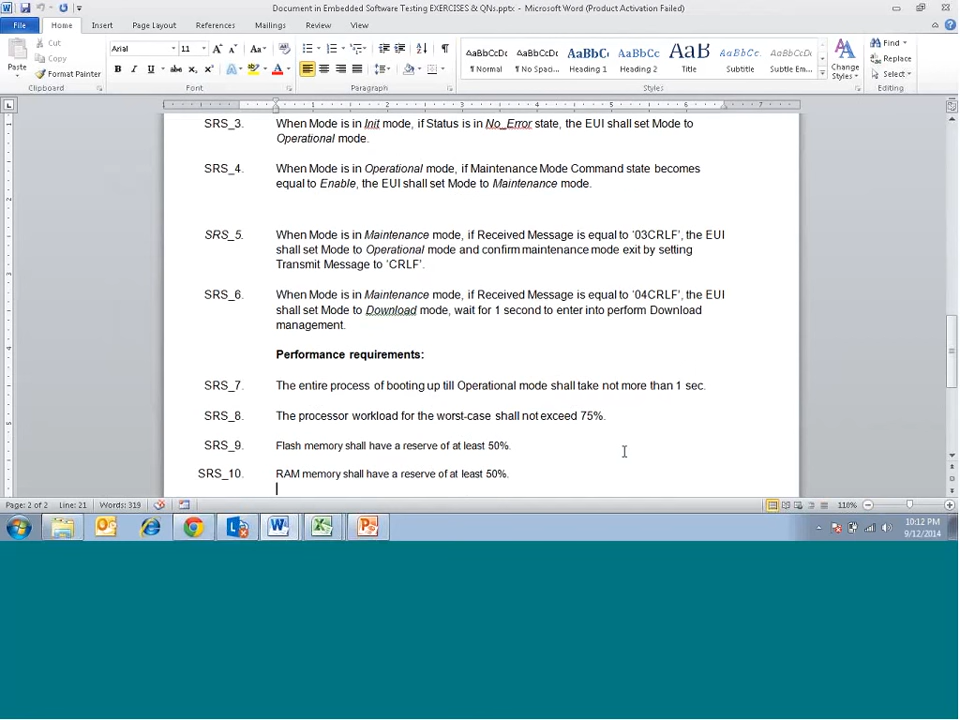 Document in Embedded Software Testing EXERCISES & QNs.pptx - Microsoft Word (Product Activation Failed)
File Home Insert Page Layout References Mailings Review View
Paste
Cut
Copy
Format Painter
Clipboard
Arial 11
B I U abc x₂ x² A
Font
Paragraph
AaBbCcDc AaBbCcDc AaBbC AaBbCc AaB AaBbCc. AaBbCcDc
¶ Normal ¶ No Spac... Heading 1 Heading 2 Title Subtitle Subtle Em...
Styles
Change Styles
Find
Replace
Select
Editing
SRS_3. When Mode is in Init mode, if Status is in No_Error state, the EUI shall set Mode to
Operational mode.
SRS_4. When Mode is in Operational mode, if Maintenance Mode Command state becomes
equal to Enable, the EUI shall set Mode to Maintenance mode.
SRS_5. When Mode is in Maintenance mode, if Received Message is equal to '03CRLF', the EUI
shall set Mode to Operational mode and confirm maintenance mode exit by setting
Transmit Message to 'CRLF'.
SRS_6. When Mode is in Maintenance mode, if Received Message is equal to '04CRLF', the EUI
shall set Mode to Download mode, wait for 1 second to enter into perform Download
management.
Performance requirements:
SRS_7. The entire process of booting up till Operational mode shall take not more than 1 sec.
SRS_8. The processor workload for the worst-case shall not exceed 75%.
SRS_9. Flash memory shall have a reserve of at least 50%.
SRS_10. RAM memory shall have a reserve of at least 50%.
Page: 2 of 2 Line: 21 Words: 319 118%
10:12 PM
9/12/2014